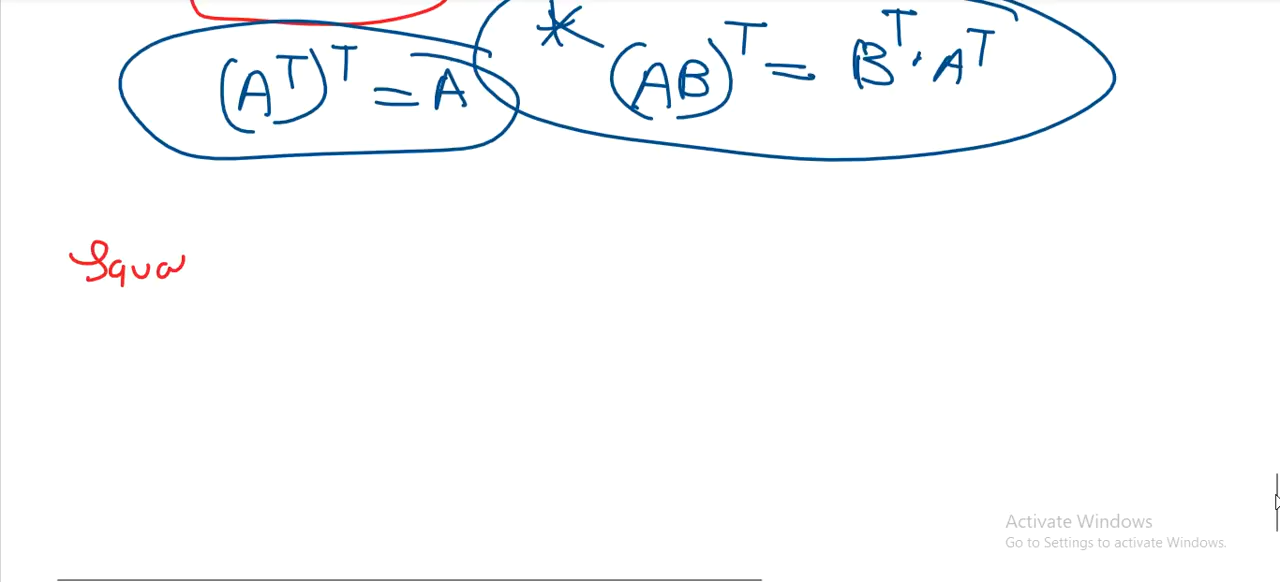 (A^T)^T = A
* (AB)^T = B^T · A^T
Squa
Activate Windows
Go to Settings to activate Windows.